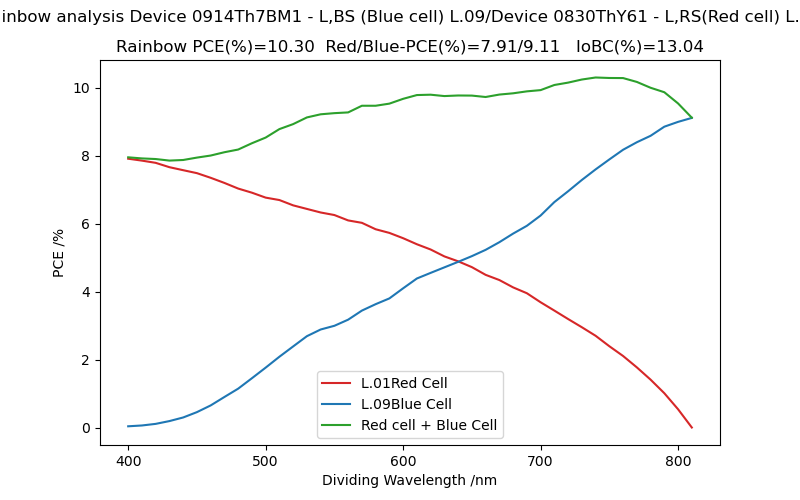 inbow analysis Device 0914Th7BM1 - L,BS (Blue cell) L.09/Device 0830ThY61 - L,RS(Red cell) L.
Rainbow PCE(%)=10.30  Red/Blue-PCE(%)=7.91/9.11   IoBC(%)=13.04
10
8
6
4
2
0
PCE /%
L.01Red Cell
L.09Blue Cell
Red cell + Blue Cell
400 500 600 700 800
Dividing Wavelength /nm